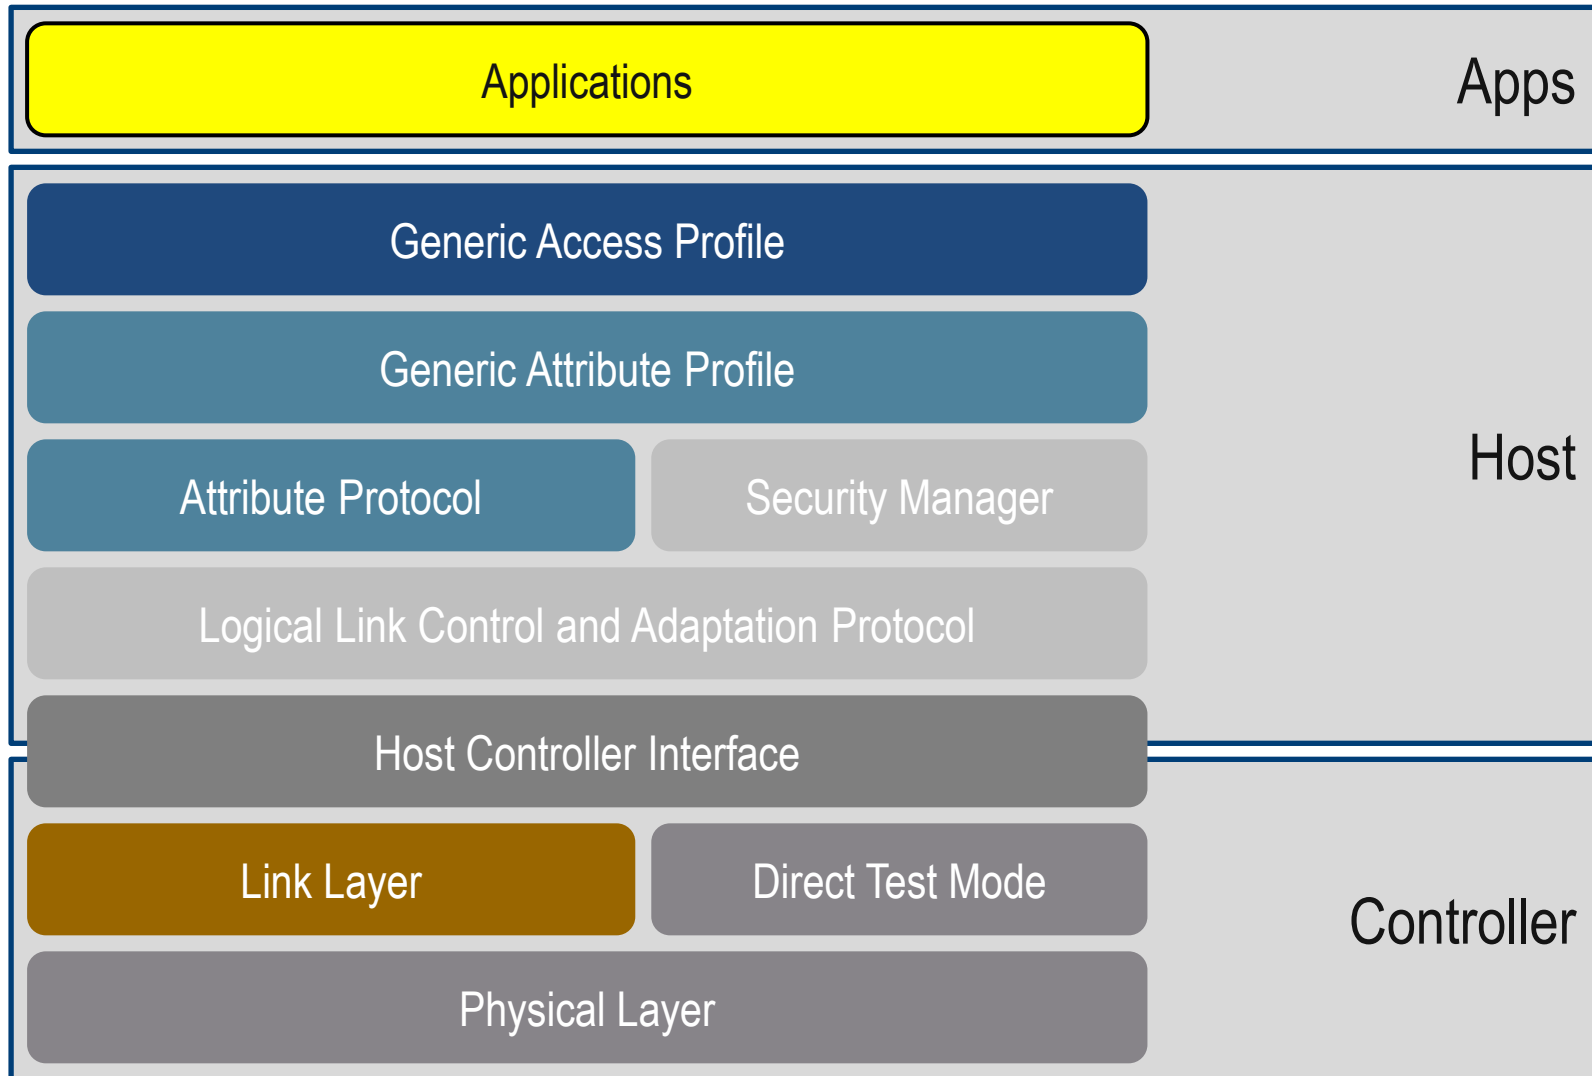 Applications
Apps
Generic Access Profile
Generic Attribute Profile
Attribute Protocol
Security Manager
Host
Logical Link Control and Adaptation Protocol
Host Controller Interface
Link Layer
Direct Test Mode
Controller
Physical Layer